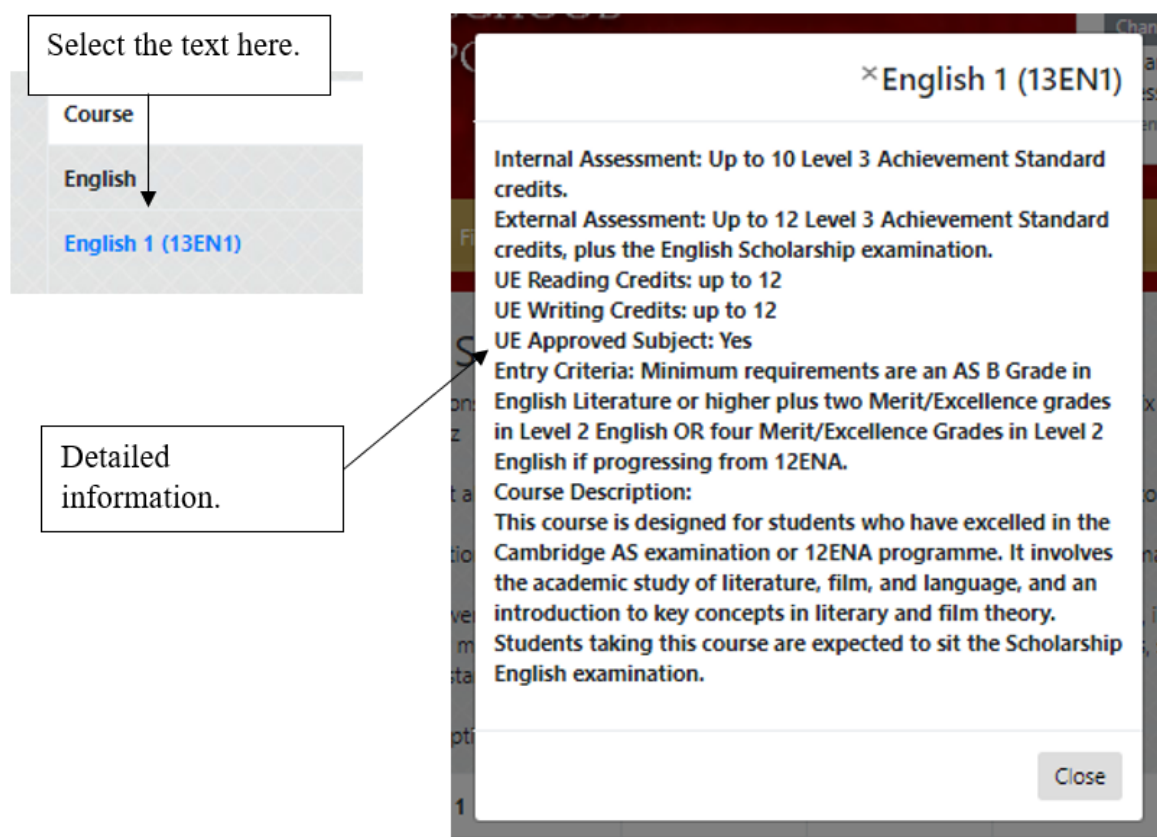 Select the text here.
Course
English
English 1 (13EN1)
Detailed
information.
×English 1 (13EN1)
Internal Assessment: Up to 10 Level 3 Achievement Standard
credits.
External Assessment: Up to 12 Level 3 Achievement Standard
credits, plus the English Scholarship examination.
UE Reading Credits: up to 12
UE Writing Credits: up to 12
UE Approved Subject: Yes
Entry Criteria: Minimum requirements are an AS B Grade in
English Literature or higher plus two Merit/Excellence grades
in Level 2 English OR four Merit/Excellence Grades in Level 2
English if progressing from 12ENA.
Course Description:
This course is designed for students who have excelled in the
Cambridge AS examination or 12ENA programme. It involves
the academic study of literature, film, and language, and an
introduction to key concepts in literary and film theory.
Students taking this course are expected to sit the Scholarship
English examination.
Close
1